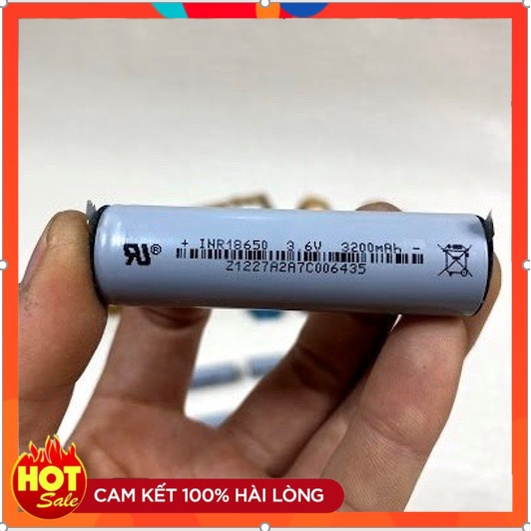 + INR18650 3.6V 3200mAh -
Z1227A2A7C006435
HOT
Sale
CAM KẾT 100% HÀI LÒNG